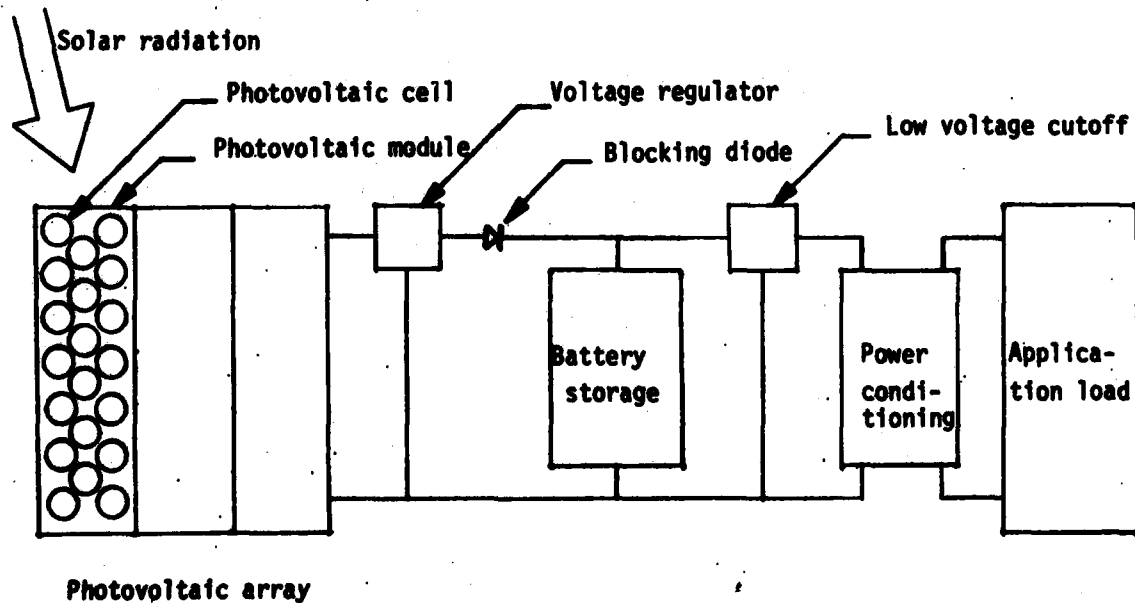 Solar radiation
Photovoltaic cell
Voltage regulator
Low voltage cutoff
Photovoltaic module
Blocking diode
Battery
storage
Power
condi-
tioning
Applica-
tion load
Photovoltaic array